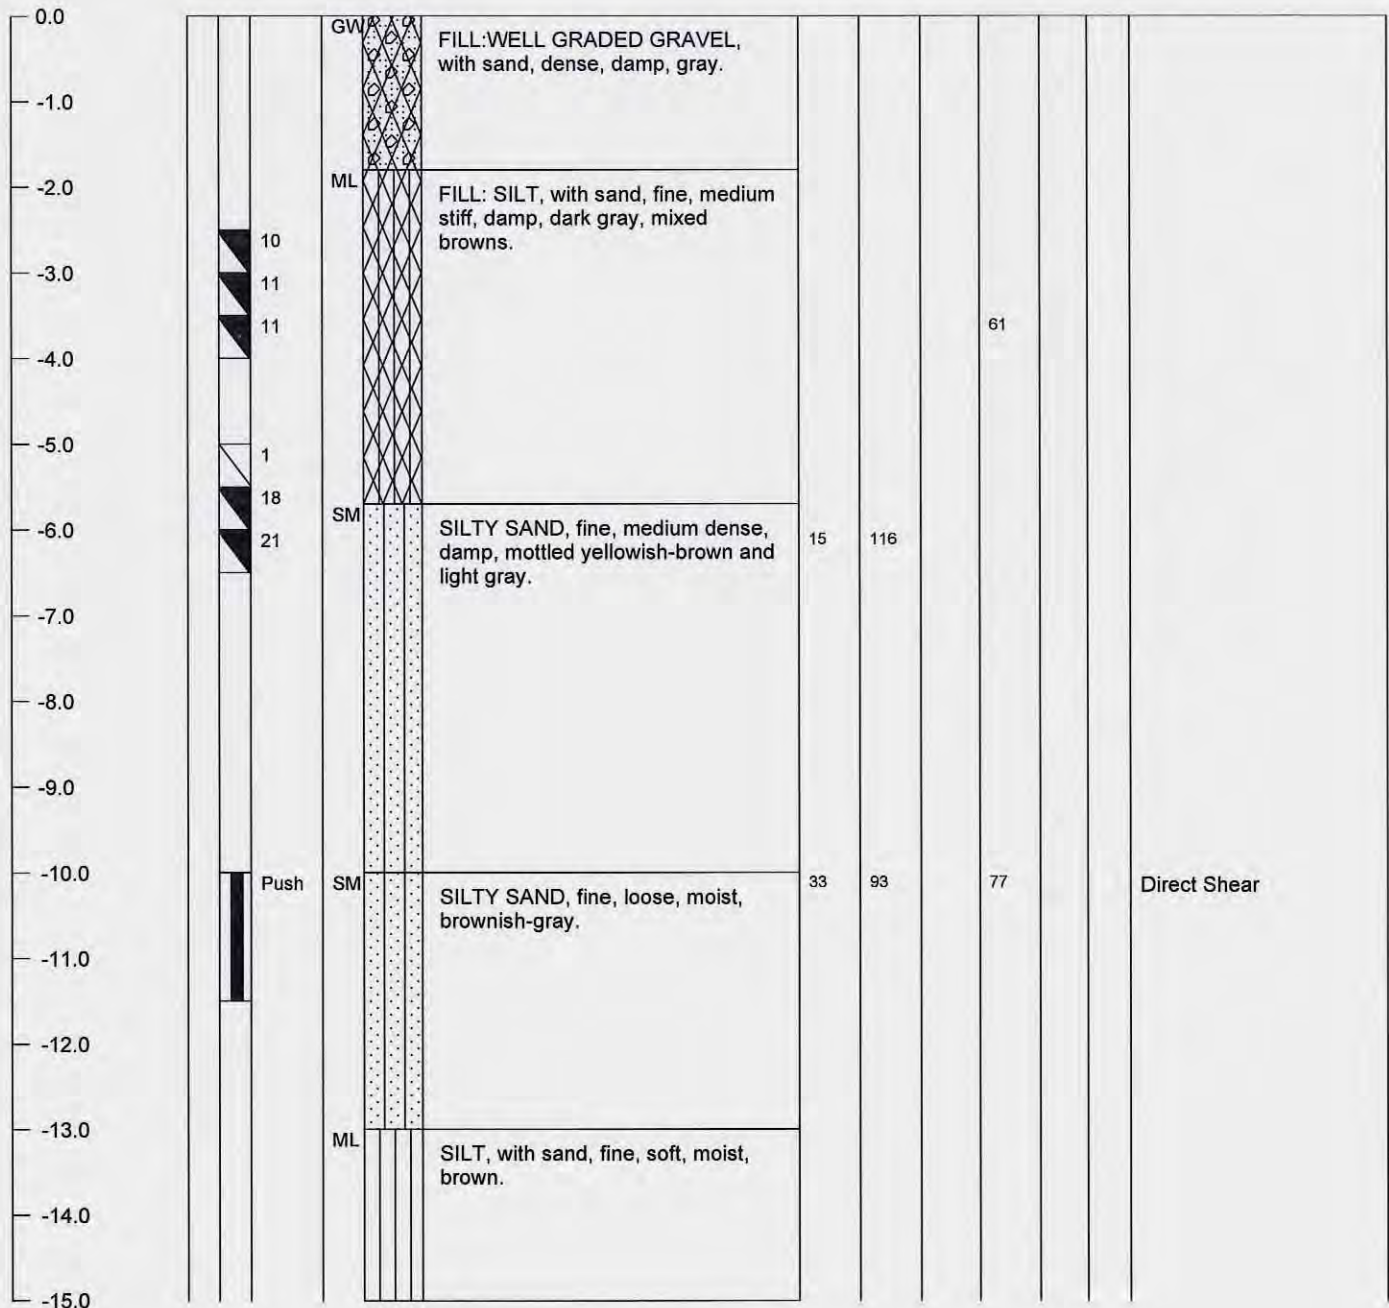 0.0
GW
FILL:WELL GRADED GRAVEL,
with sand, dense, damp, gray.
-1.0
-2.0
ML
FILL: SILT, with sand, fine, medium
stiff, damp, dark gray, mixed
browns.
10
-3.0
11
11
61
-4.0
-5.0
1
18
SM
SILTY SAND, fine, medium dense,
damp, mottled yellowish-brown and
light gray.
-6.0
21
15
116
-7.0
-8.0
-9.0
-10.0
Push
SM
SILTY SAND, fine, loose, moist,
brownish-gray.
33
93
77
Direct Shear
-11.0
-12.0
-13.0
ML
SILT, with sand, fine, soft, moist,
brown.
-14.0
-15.0